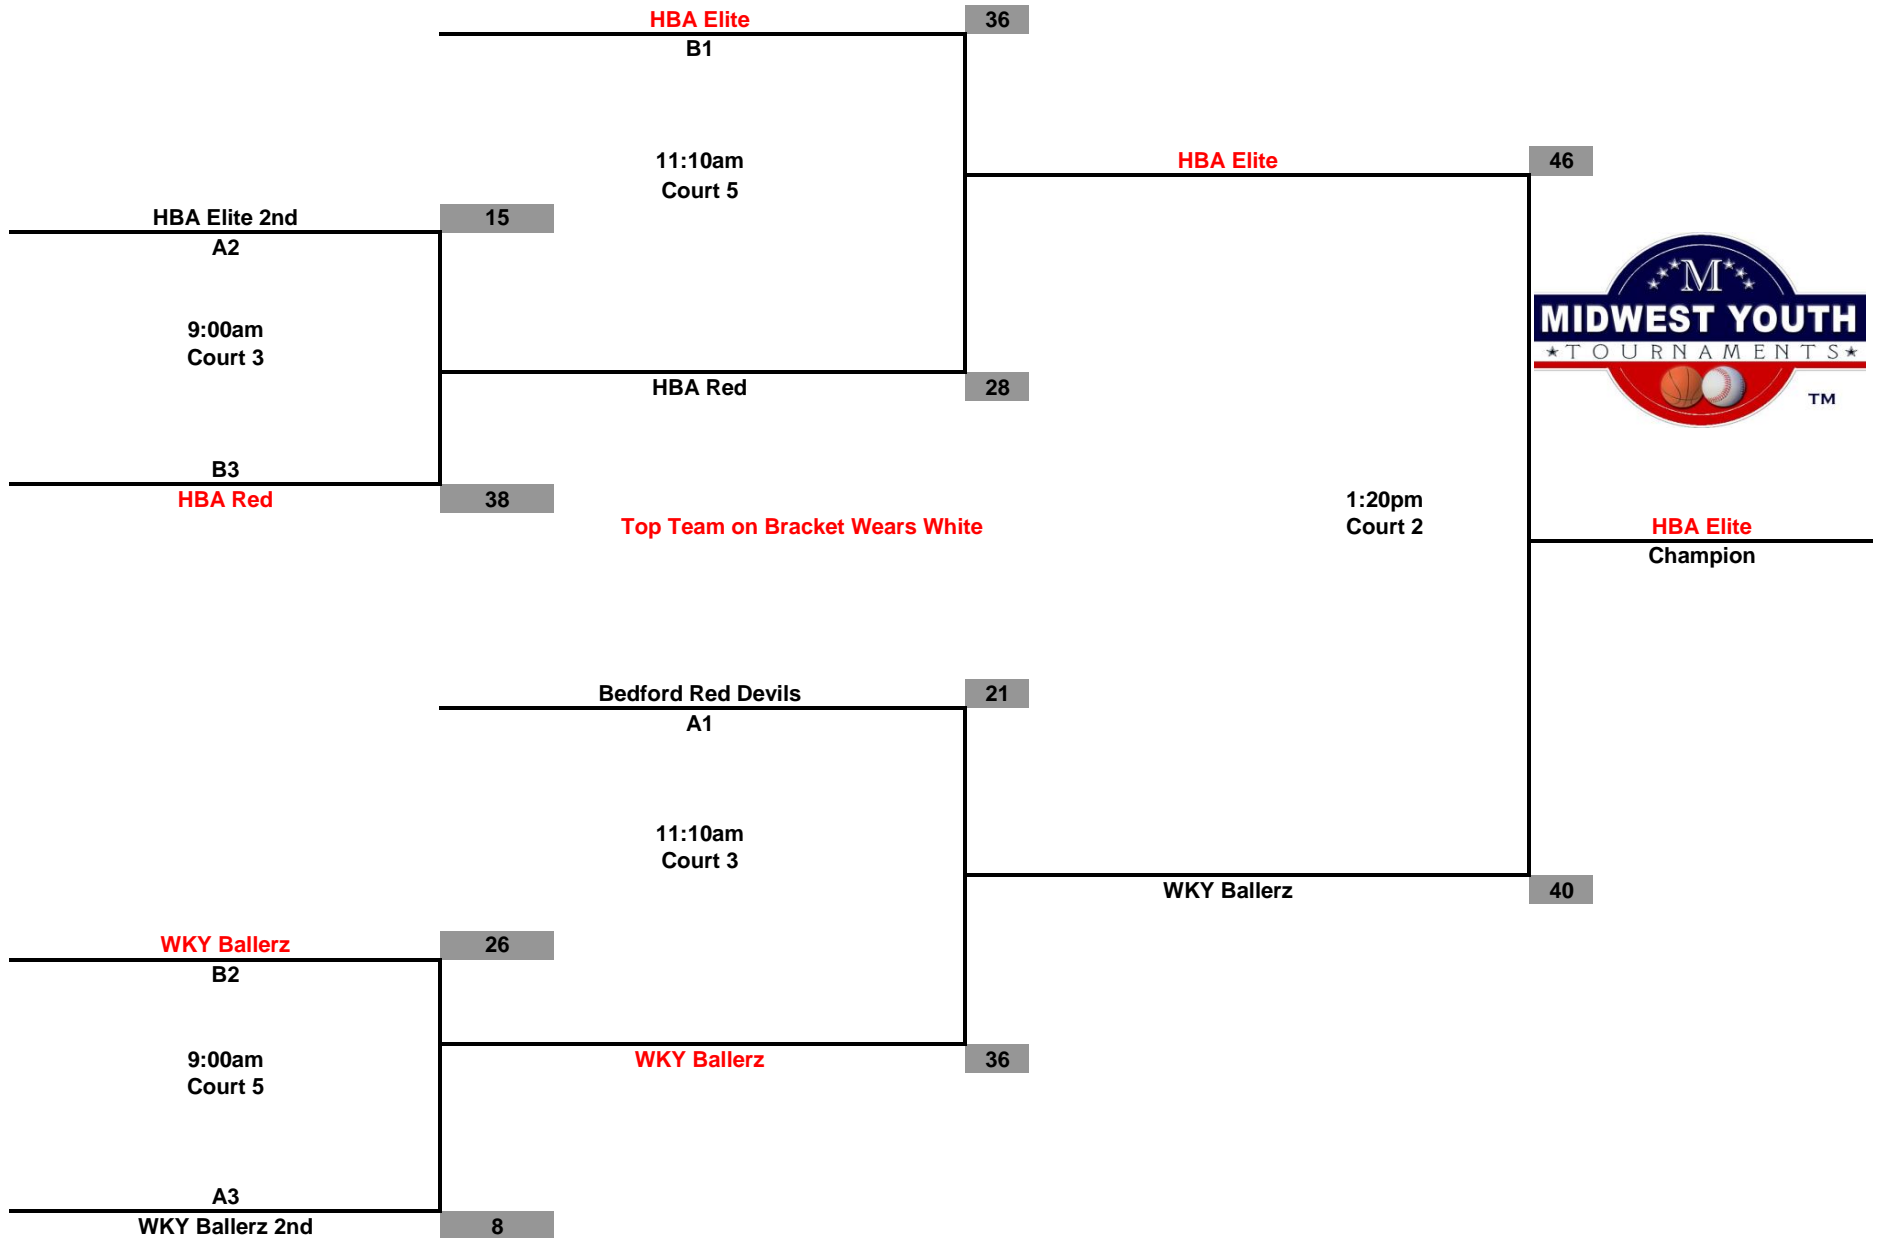 HBA Elite 36
B1
11:10am
Court 5
HBA Elite 46
HBA Elite 2nd 15
A2
M
MIDWEST YOUTH
TOURNAMENTS
TM
9:00am
Court 3
HBA Red 28
B3
HBA Red 38
Top Team on Bracket Wears White
1:20pm
Court 2
HBA Elite
Champion
Bedford Red Devils 21
A1
11:10am
Court 3
WKY Ballerz 40
WKY Ballerz 26
B2
9:00am
Court 5
WKY Ballerz 36
A3
WKY Ballerz 2nd 8